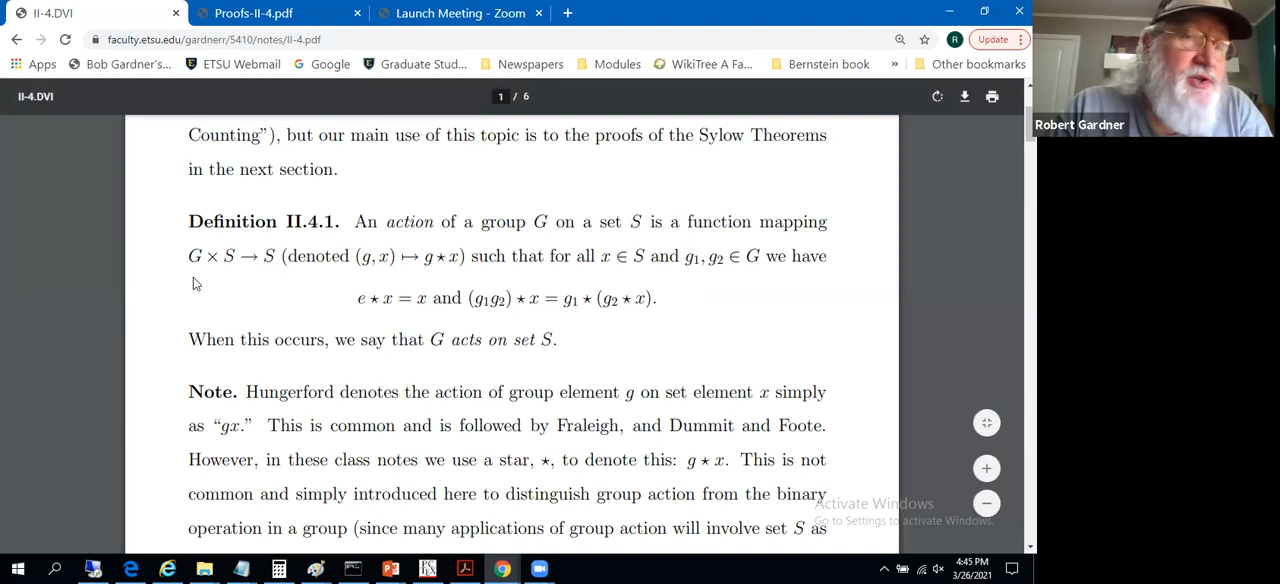 II-4.DVI
Proofs-II-4.pdf
Launch Meeting - Zoom
faculty.etsu.edu/gardnerr/5410/notes/II-4.pdf
R
Update
Apps
Bob Gardner's...
ETSU Webmail
Google
Graduate Stud...
Newspapers
Modules
WikiTree A Fa...
Bernstein book
»
Other bookmarks
II-4.DVI
1 / 6
Robert Gardner
Counting"), but our main use of this topic is to the proofs of the Sylow Theorems
in the next section.
Definition II.4.1. An action of a group G on a set S is a function mapping
G × S → S (denoted (g, x) ↦ g ⋆ x) such that for all x ∈ S and g₁, g₂ ∈ G we have
e ⋆ x = x and (g₁g₂) ⋆ x = g₁ ⋆ (g₂ ⋆ x).
When this occurs, we say that G acts on set S.
Note. Hungerford denotes the action of group element g on set element x simply
as "gx." This is common and is followed by Fraleigh, and Dummit and Foote.
However, in these class notes we use a star, ⋆, to denote this: g ⋆ x. This is not
common and simply introduced here to distinguish group action from the binary
operation in a group (since many applications of group action will involve set S as
Activate Windows
Go to Settings to activate Windows.
4:45 PM
3/26/2021